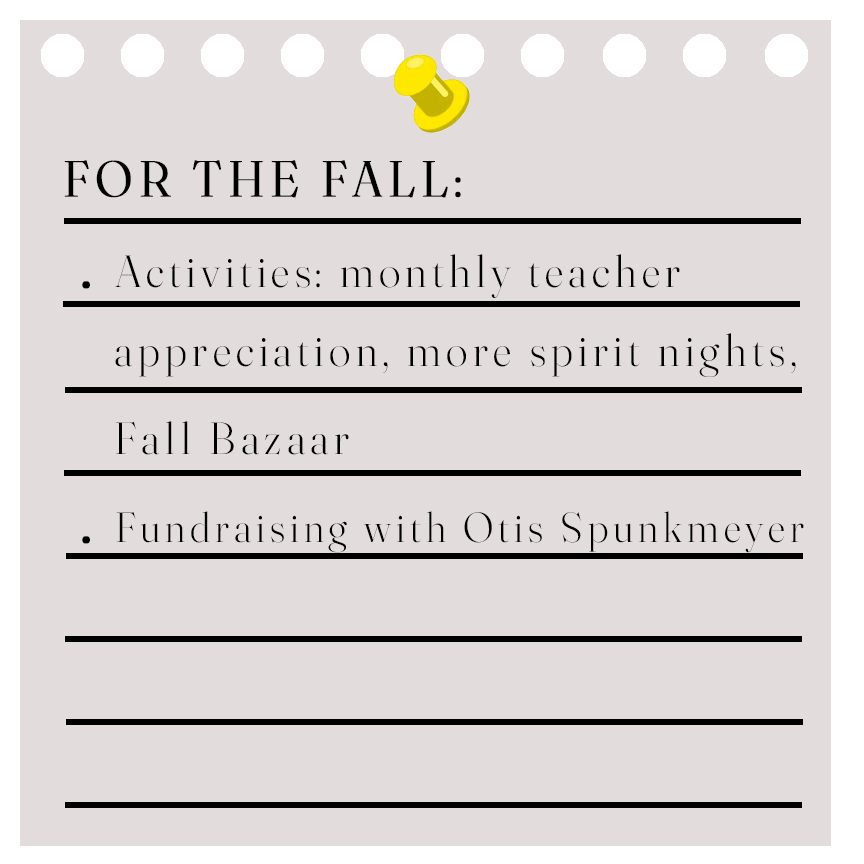 FOR THE FALL:
. Activities: monthly teacher
appreciation, more spirit nights,
Fall Bazaar
. Fundraising with Otis Spunkmeyer